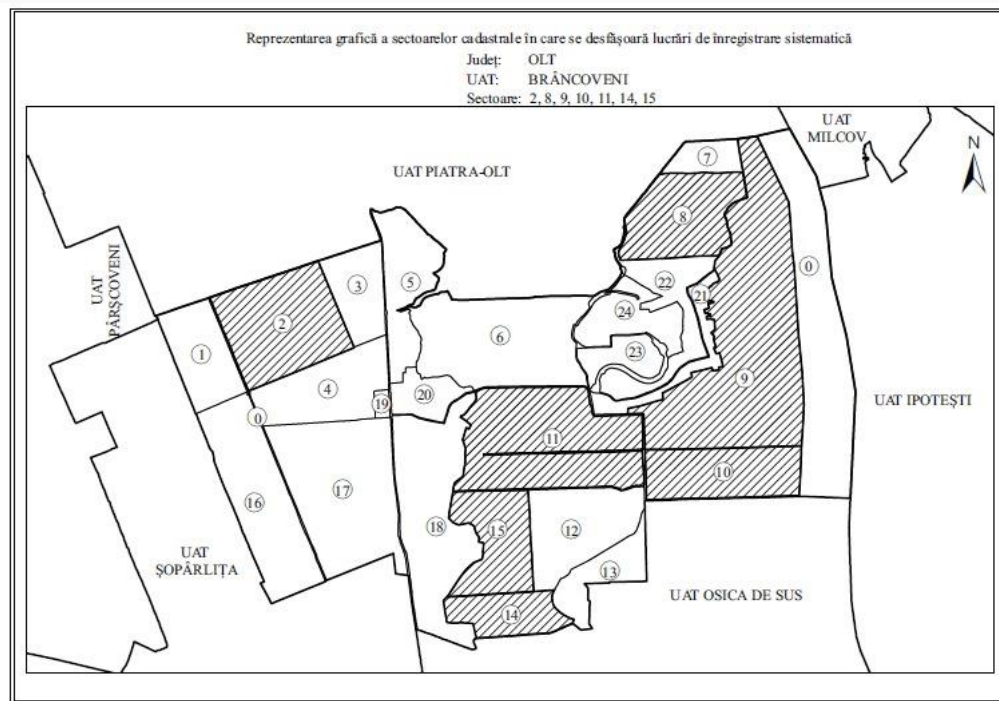 Reprezentarea grafică a sectoarelor cadastrale în care se desfășoară lucrări de înregistrare sistematică
Județ: OLT
UAT: BRÂNCOVENI
Sectoare: 2, 8, 9, 10, 11, 14, 15
UAT
MILCOV
N
UAT PIATRA-OLT
7
8
UAT
PÂRȘCOVENI
3
5
22
0
21
2
24
6
1
23
9
4
19
20
UAT IPOTEȘTI
0
11
10
16
17
18
15
12
UAT
ȘOPÂRLIȚA
13
UAT OSICA DE SUS
14